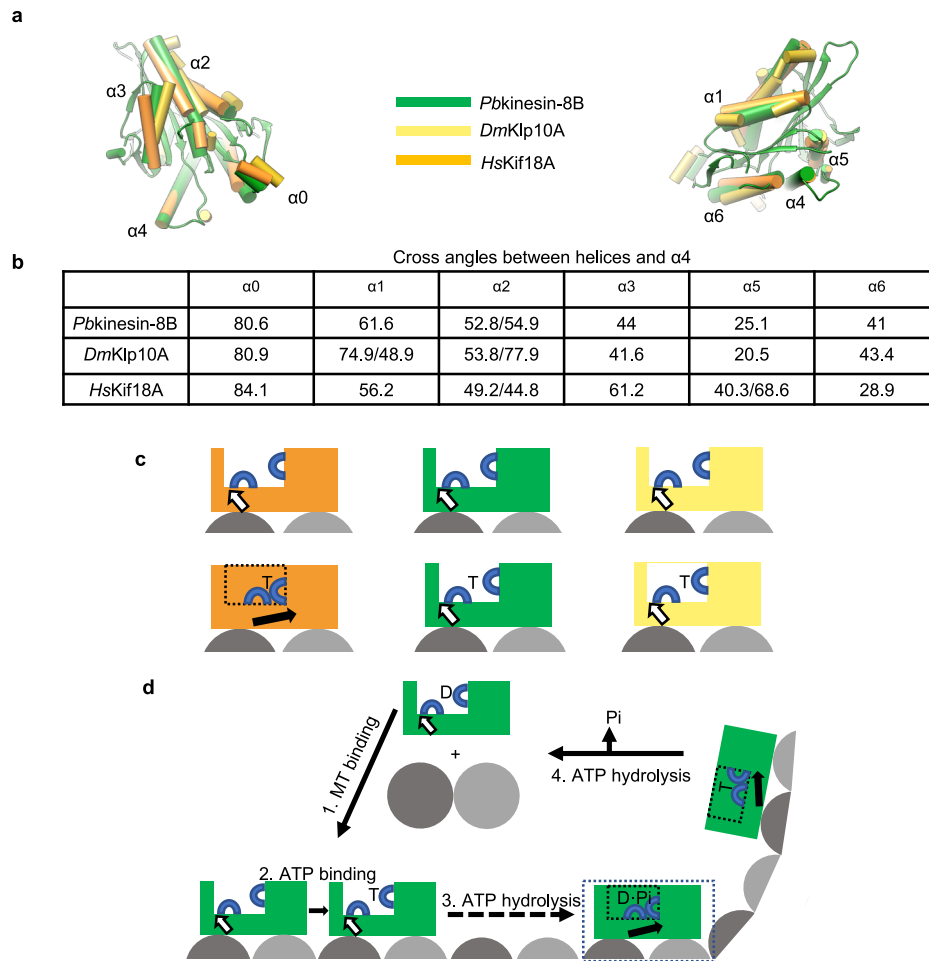 a
α2
α3
α0
α4
Pbkinesin-8B
DmKlp10A
HsKif18A
α1
α5
α6
α4
b
Cross angles between helices and α4
α0 α1 α2 α3 α5 α6
Pbkinesin-8B 80.6 61.6 52.8/54.9 44 25.1 41
DmKlp10A 80.9 74.9/48.9 53.8/77.9 41.6 20.5 43.4
HsKif18A 84.1 56.2 49.2/44.8 61.2 40.3/68.6 28.9
c
T T T
d
D
+
1. MT binding
Pi
4. ATP hydrolysis
T
2. ATP binding
T
3. ATP hydrolysis
D·Pi